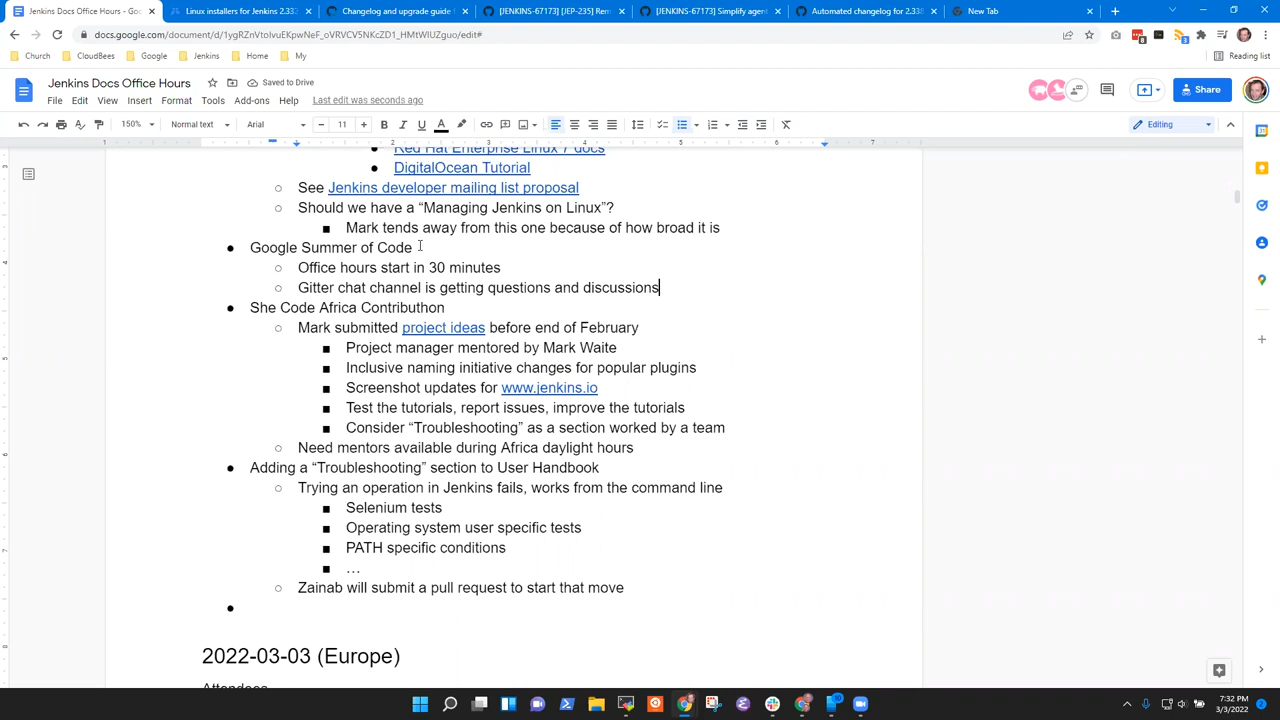 Jenkins Docs Office Hours - Goo
Linux installers for Jenkins 2.332
Changelog and upgrade guide f
[JENKINS-67173] [JEP-235] Rem
[JENKINS-67173] Simplify agen
Automated changelog for 2.338
New Tab
docs.google.com/document/d/1ygRZnVtoIvuEKpwNeF_oVRVCV5NKcZD1_HMtWIUZguo/edit#
Church
CloudBees
Google
Jenkins
Home
My
Reading list
Jenkins Docs Office Hours
Saved to Drive
File Edit View Insert Format Tools Add-ons Help Last edit was seconds ago
Share
150% Normal text Arial 11
Editing
Red Hat Enterprise Linux 7 docs
DigitalOcean Tutorial
See Jenkins developer mailing list proposal
Should we have a “Managing Jenkins on Linux”?
Mark tends away from this one because of how broad it is
Google Summer of Code
Office hours start in 30 minutes
Gitter chat channel is getting questions and discussions
She Code Africa Contributhon
Mark submitted project ideas before end of February
Project manager mentored by Mark Waite
Inclusive naming initiative changes for popular plugins
Screenshot updates for www.jenkins.io
Test the tutorials, report issues, improve the tutorials
Consider “Troubleshooting” as a section worked by a team
Need mentors available during Africa daylight hours
Adding a “Troubleshooting” section to User Handbook
Trying an operation in Jenkins fails, works from the command line
Selenium tests
Operating system user specific tests
PATH specific conditions
…
Zainab will submit a pull request to start that move
2022-03-03 (Europe)
Attendees
7:32 PM
3/3/2022